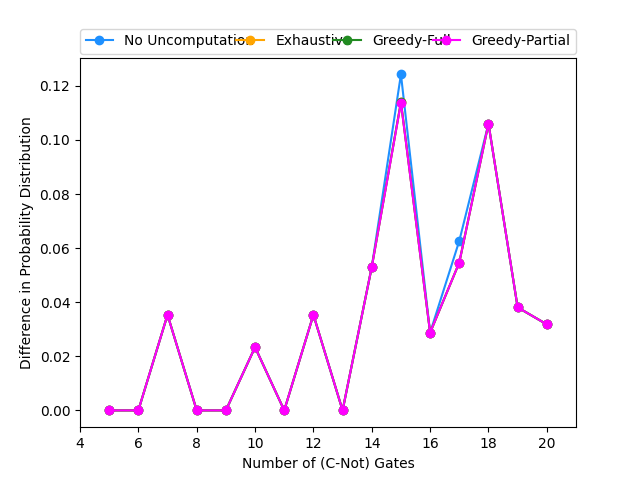 No Uncomputation Exhaustive Greedy-Full Greedy-Partial
0.12
0.10
0.08
0.06
0.04
0.02
0.00
Difference in Probability Distribution
4 6 8 10 12 14 16 18 20
Number of (C-Not) Gates